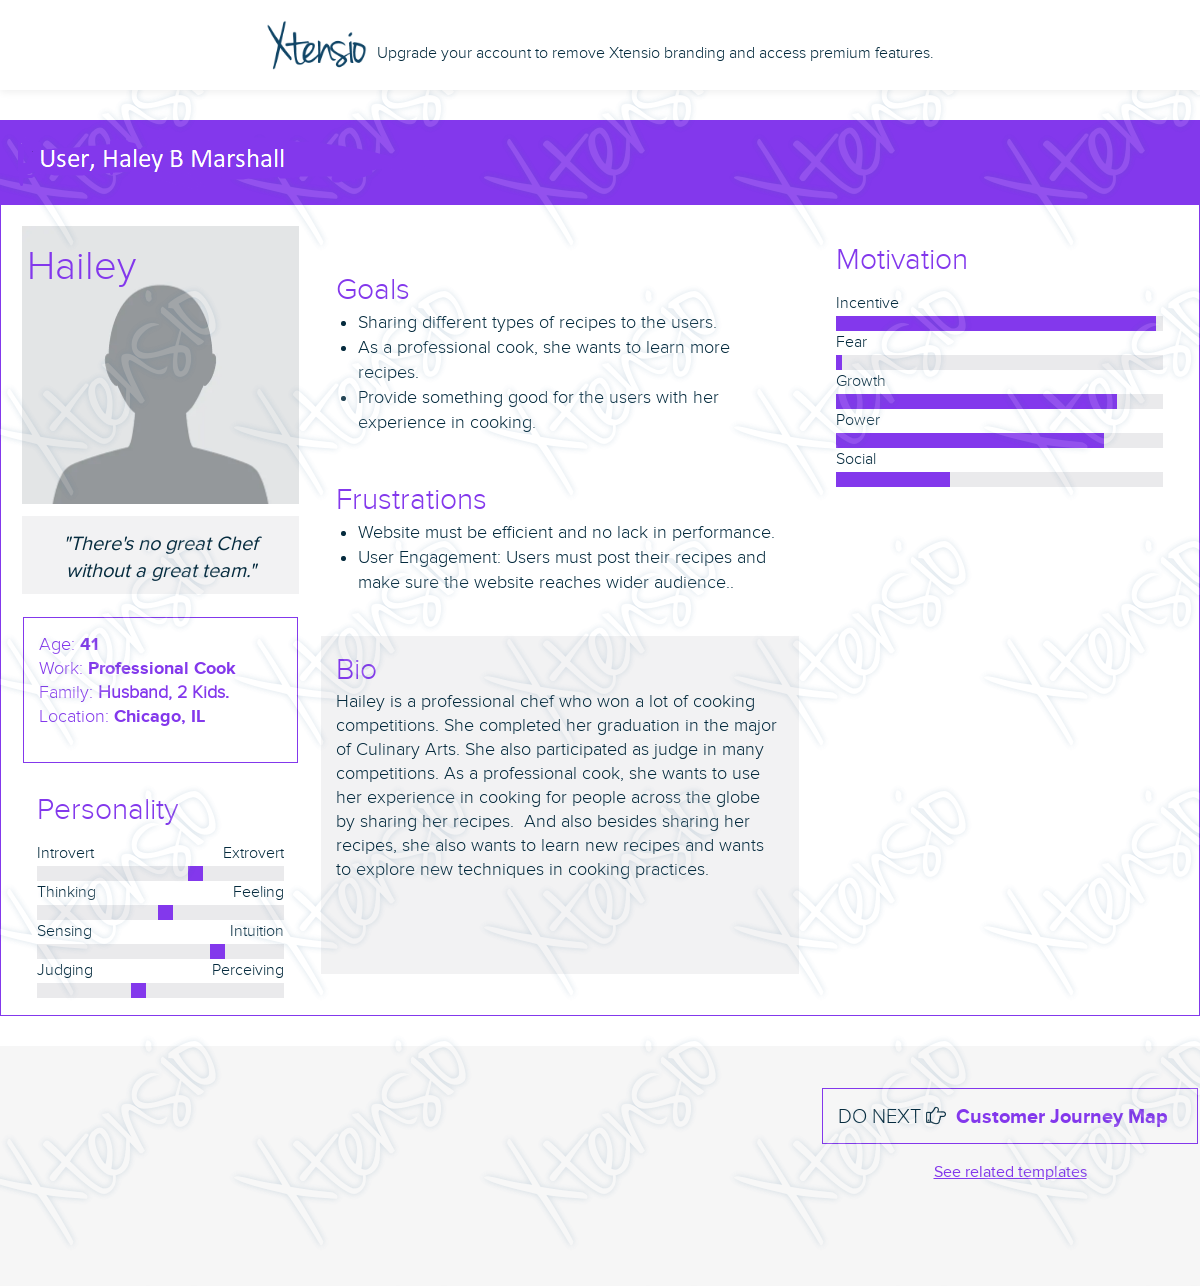 Xtensio Upgrade your account to remove Xtensio branding and access premium features.
User, Haley B Marshall
Hailey
"There's no great Chef
without a great team."
Age: 41
Work: Professional Cook
Family: Husband, 2 Kids.
Location: Chicago, IL
Personality
Introvert Extrovert
Thinking Feeling
Sensing Intuition
Judging Perceiving
Goals
• Sharing different types of recipes to the users.
• As a professional cook, she wants to learn more
recipes.
• Provide something good for the users with her
experience in cooking.
Frustrations
• Website must be efficient and no lack in performance.
• User Engagement: Users must post their recipes and
make sure the website reaches wider audience..
Bio
Hailey is a professional chef who won a lot of cooking
competitions. She completed her graduation in the major
of Culinary Arts. She also participated as judge in many
competitions. As a professional cook, she wants to use
her experience in cooking for people across the globe
by sharing her recipes.  And also besides sharing her
recipes, she also wants to learn new recipes and wants
to explore new techniques in cooking practices.
Motivation
Incentive
Fear
Growth
Power
Social
DO NEXT Customer Journey Map
See related templates